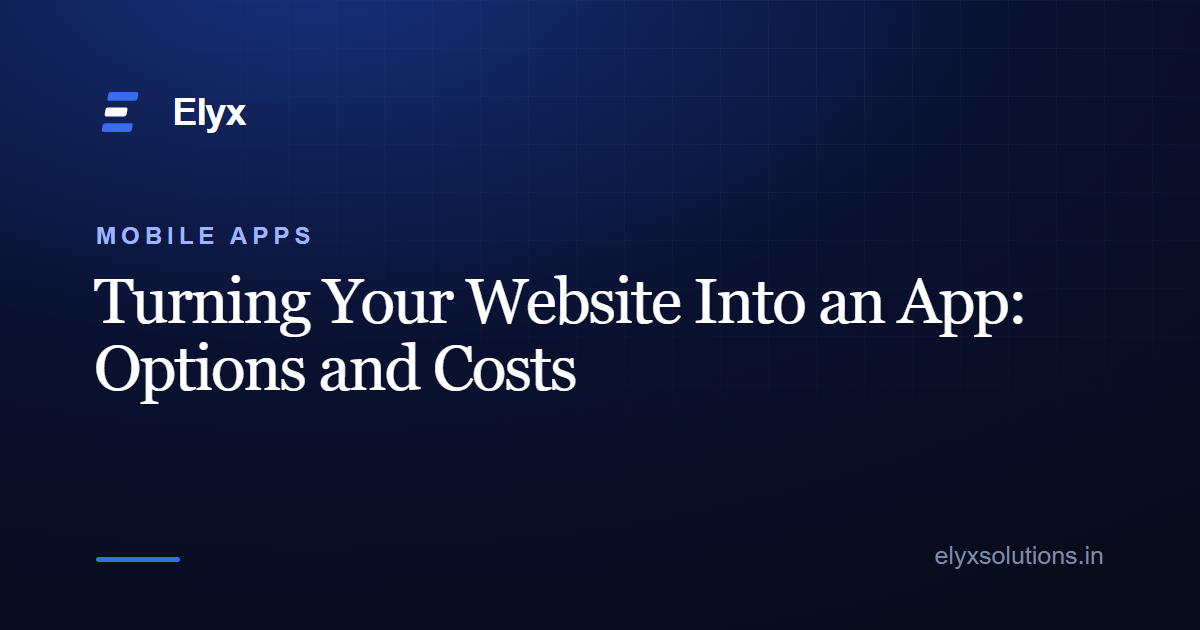 Elyx
MOBILE APPS
Turning Your Website Into an App:
Options and Costs
elyxsolutions.in